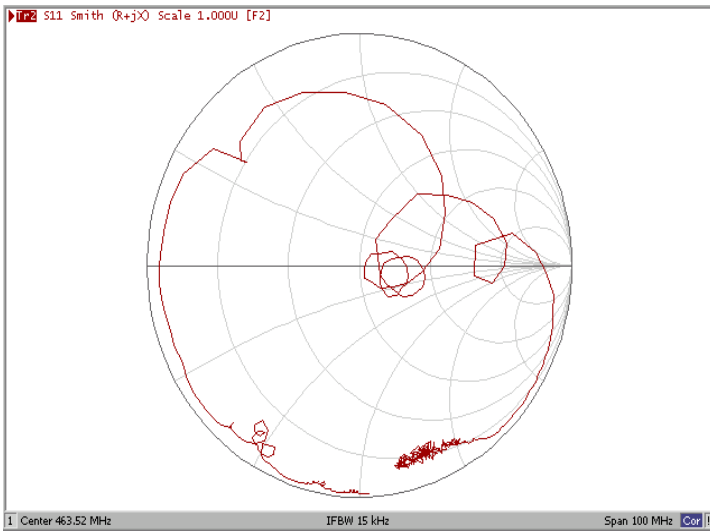 Tr2 S11 Smith (R+jX) Scale 1.000U [F2]
1 Center 463.52 MHz IFBW 15 kHz Span 100 MHz Cor